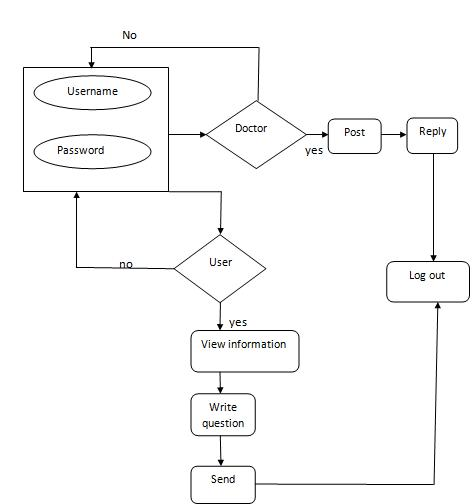 No
Username
Doctor
Post
Reply
Password
yes
User
no
Log out
yes
View information
Write
question
Send